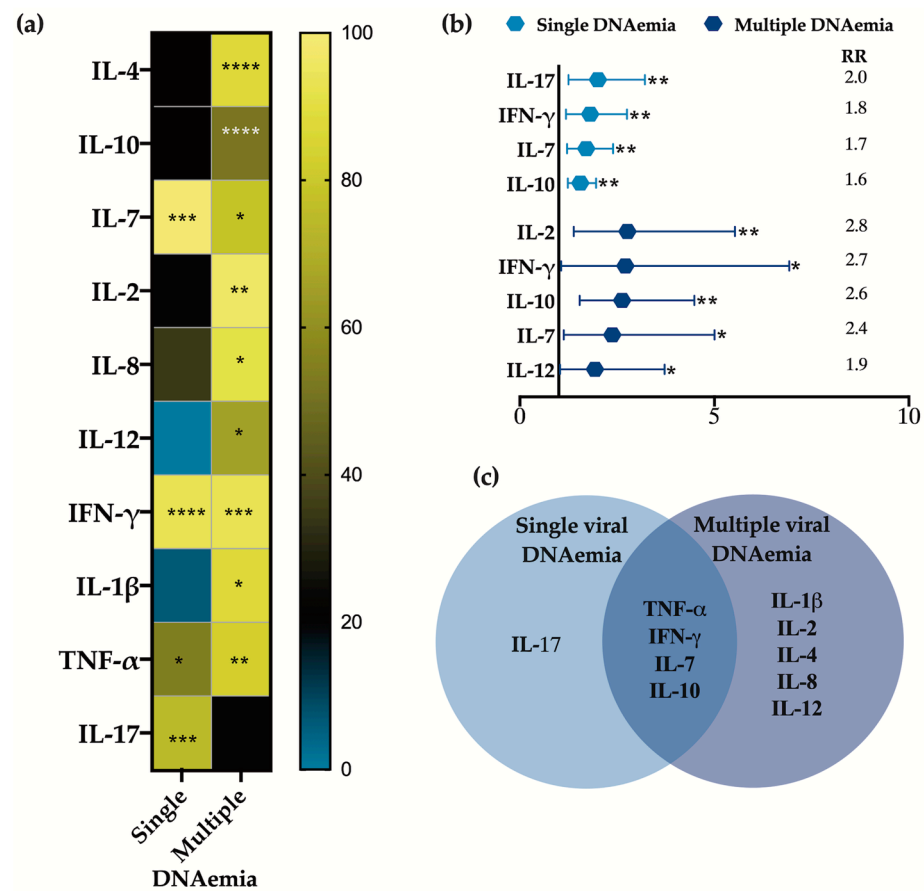 (a)
IL-4
IL-10
IL-7
IL-2
IL-8
IL-12
IFN-γ
IL-1β
TNF-α
IL-17
****
****
*** *
**
*
*
**** ***
*
* **
***
Single
Multiple
DNAemia
100
80
60
40
20
0
(b)
Single DNAemia Multiple DNAemia
RR
IL-17 ** 2.0
IFN-γ ** 1.8
IL-7 ** 1.7
IL-10 ** 1.6
IL-2 ** 2.8
IFN-γ * 2.7
IL-10 ** 2.6
IL-7 * 2.4
IL-12 * 1.9
0 5 10
(c)
Single viral
DNAemia
Multiple viral
DNAemia
IL-17
TNF-α
IFN-γ
IL-7
IL-10
IL-1β
IL-2
IL-4
IL-8
IL-12